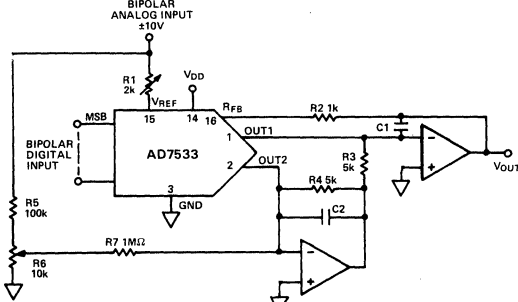 BIPOLAR
ANALOG INPUT
±10V
R1
2k
VDD
VREF
RFB
R2 1k
MSB
15
14
16
C1
OUT1
1
BIPOLAR
DIGITAL
INPUT
AD7533
2
OUT2
R3
5k
R4 5k
VOUT
3
GND
C2
R5
100k
R7 1MΩ
R6
10k